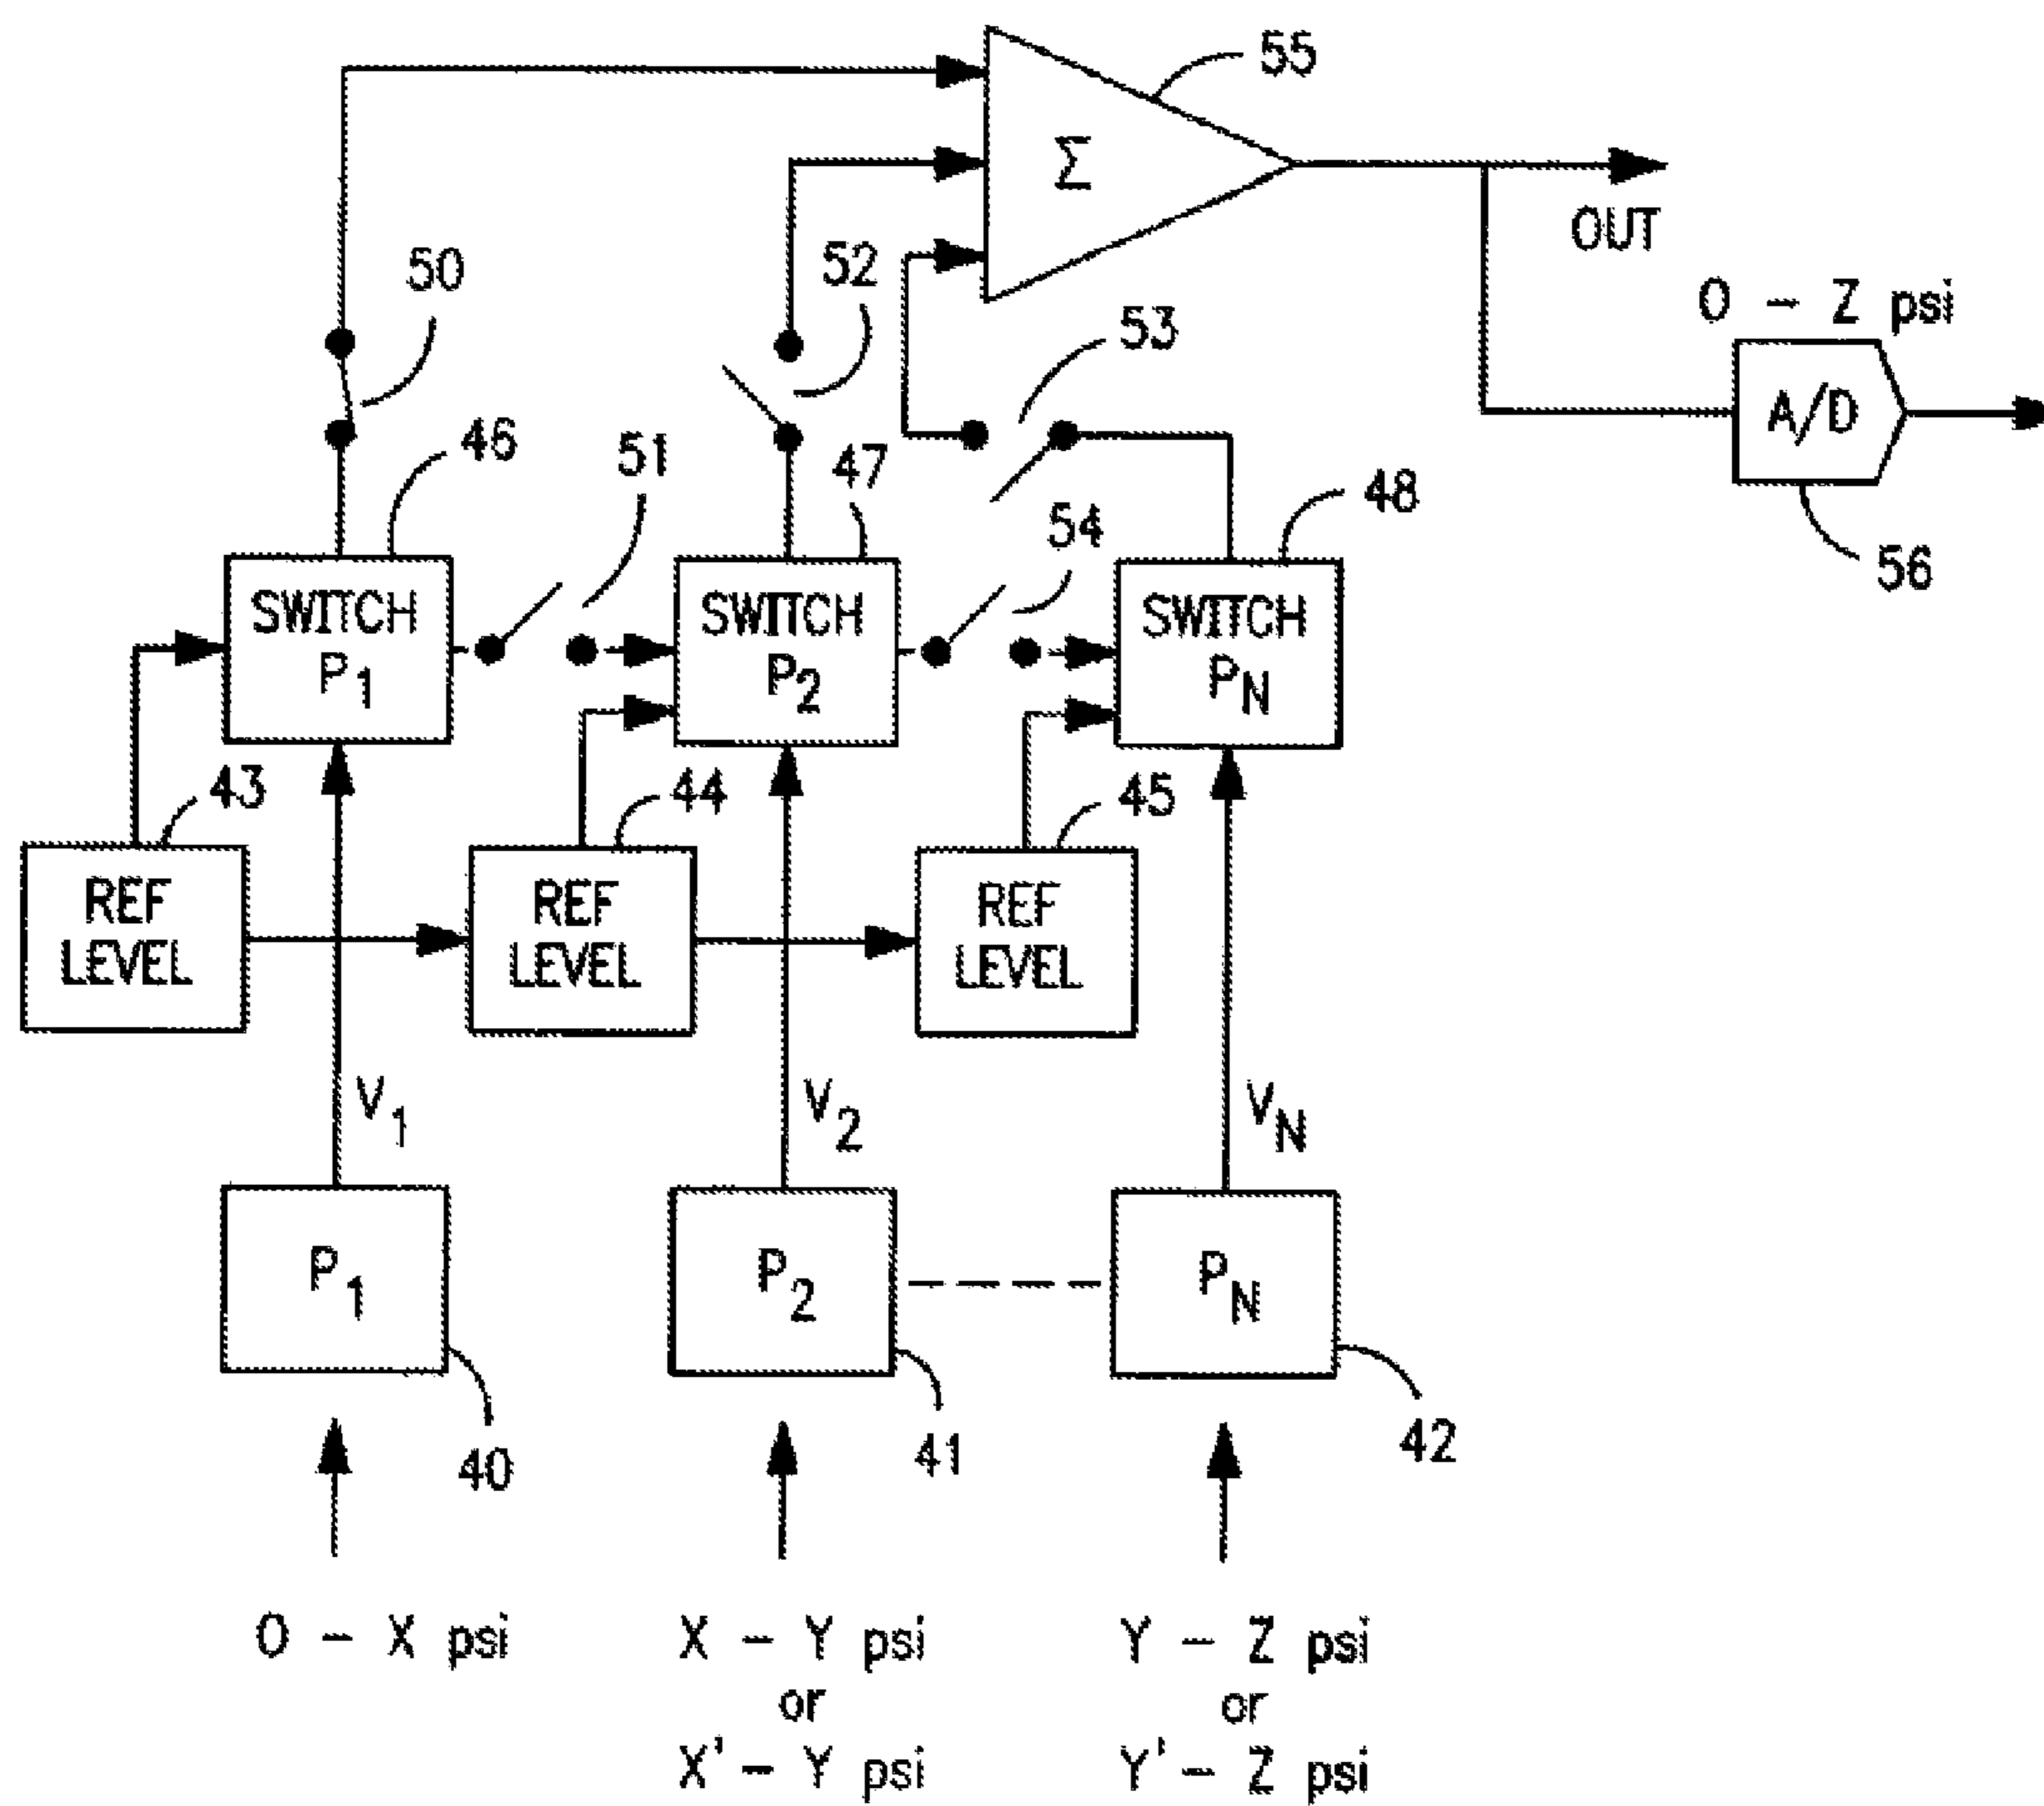 55
Σ
OUT
50
52
53
O - Z psi
A/D
46
51
47
54
48
56
SWITCH
P1
SWITCH
P2
SWITCH
PN
43
44
45
REF
LEVEL
REF
LEVEL
REF
LEVEL
V1
V2
VN
P1
P2
PN
40
41
42
O - X psi
X - Y psi
or
X' - Y psi
Y - Z psi
or
Y' - Z psi